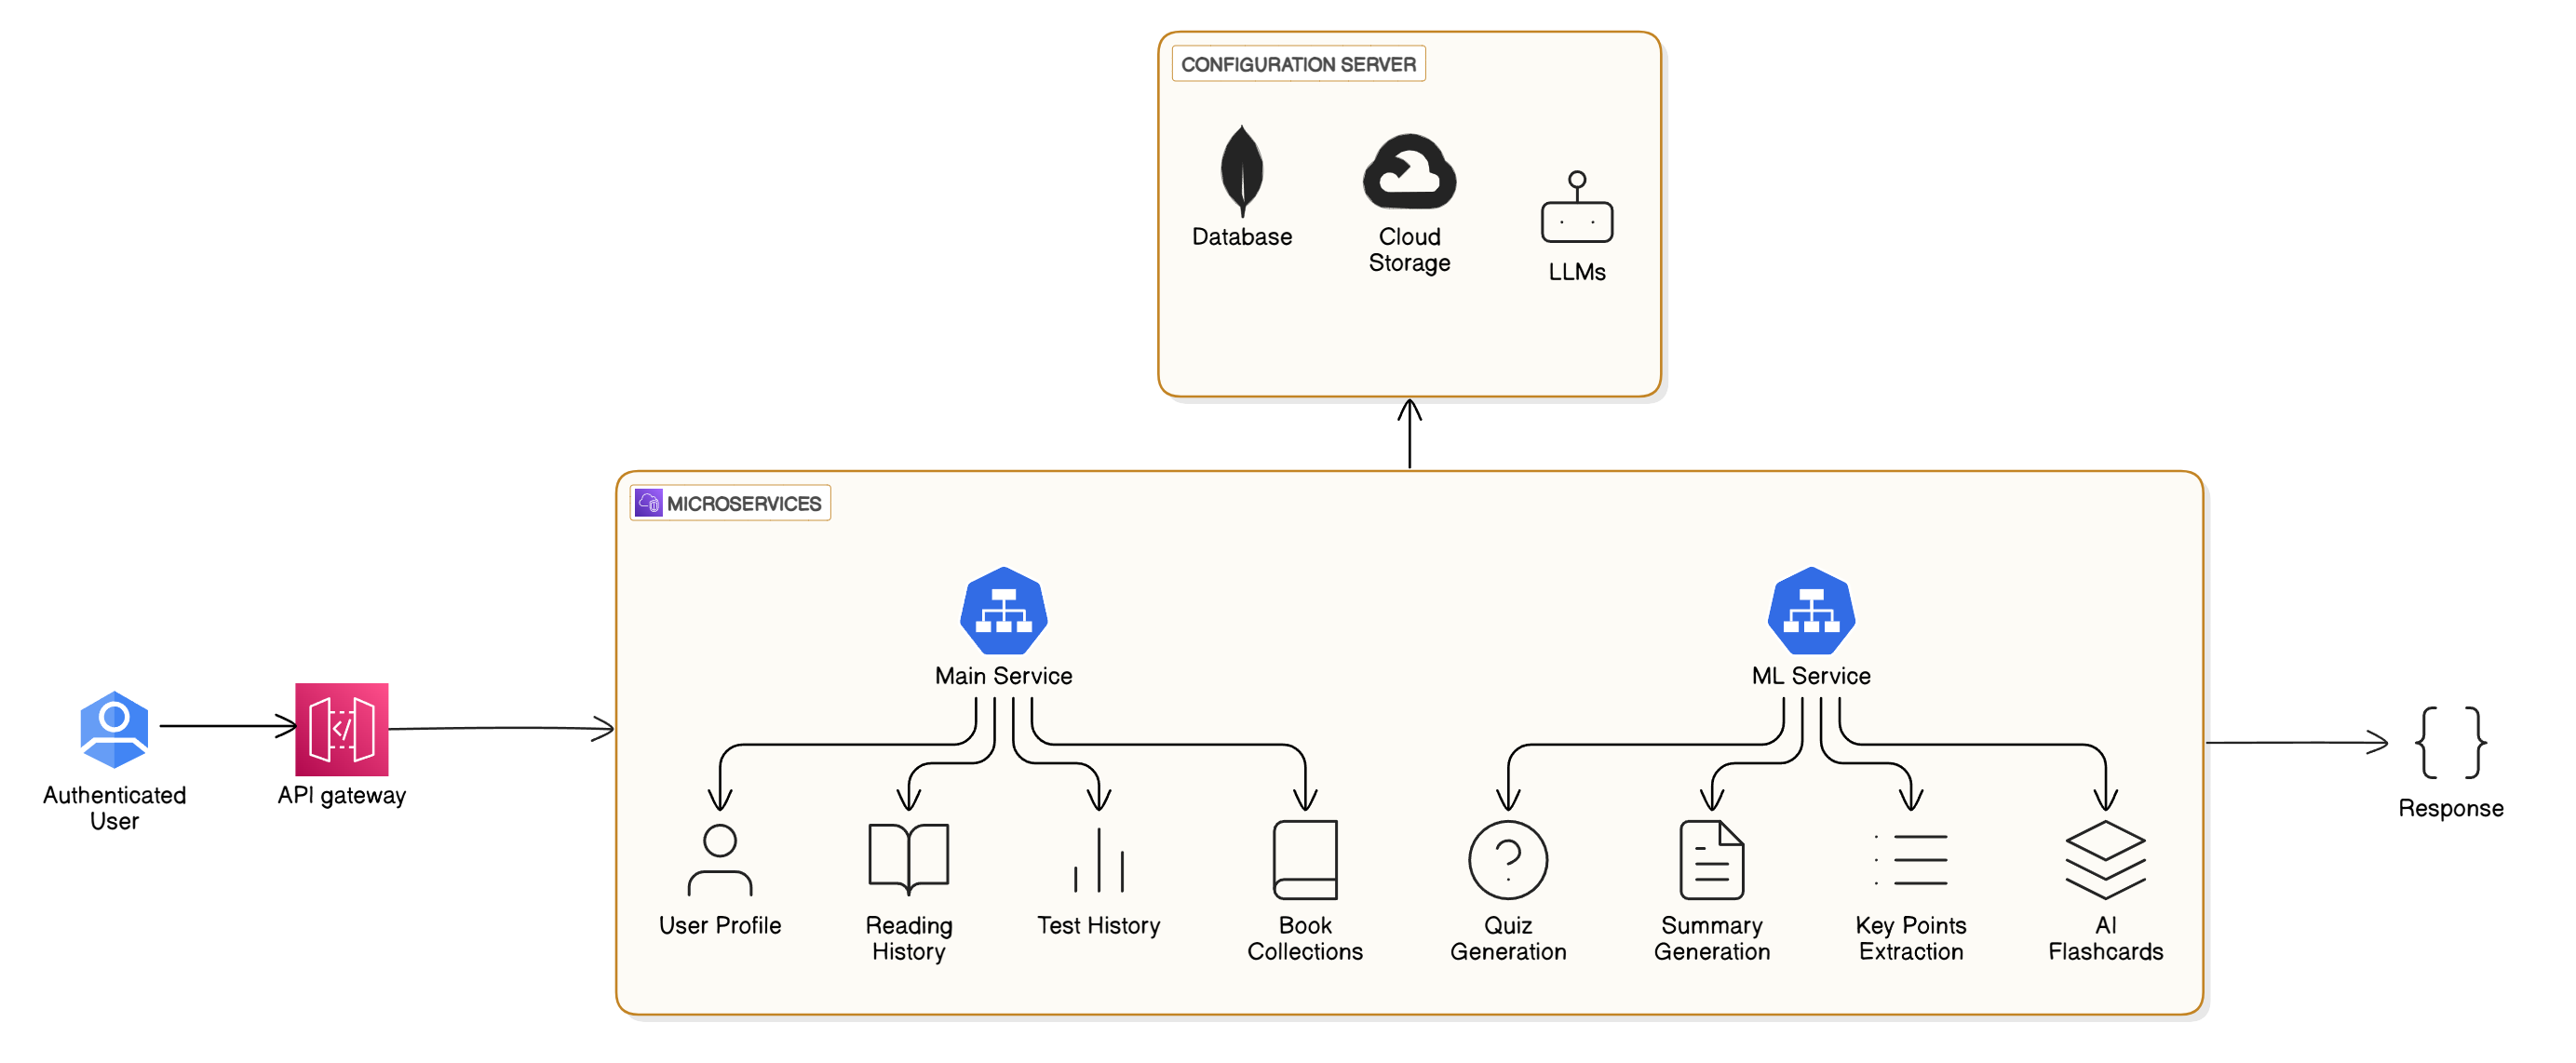 CONFIGURATION SERVER
Database
Cloud
Storage
LLMs
MICROSERVICES
Main Service
ML Service
Authenticated
User
API gateway
User Profile
Reading
History
Test History
Book
Collections
Quiz
Generation
Summary
Generation
Key Points
Extraction
AI
Flashcards
Response